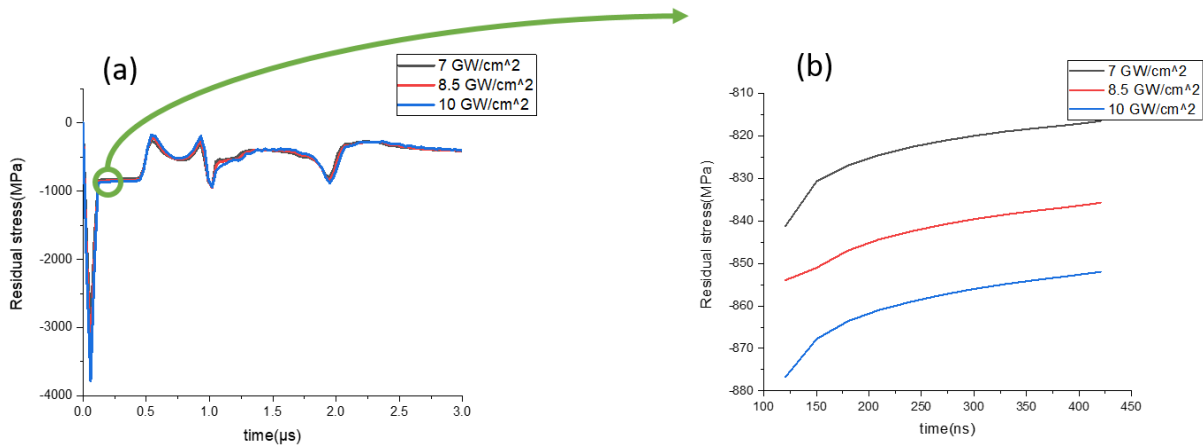 (a)
7 GW/cm^2
8.5 GW/cm^2
10 GW/cm^2
0
-1000
-2000
-3000
-4000
Residual stress(MPa)
0.0 0.5 1.0 1.5 2.0 2.5 3.0
time(μs)
(b)
7 GW/cm^2
8.5 GW/cm^2
10 GW/cm^2
-810
-820
-830
-840
-850
-860
-870
-880
Residual stress(MPa)
100 150 200 250 300 350 400 450
time(ns)